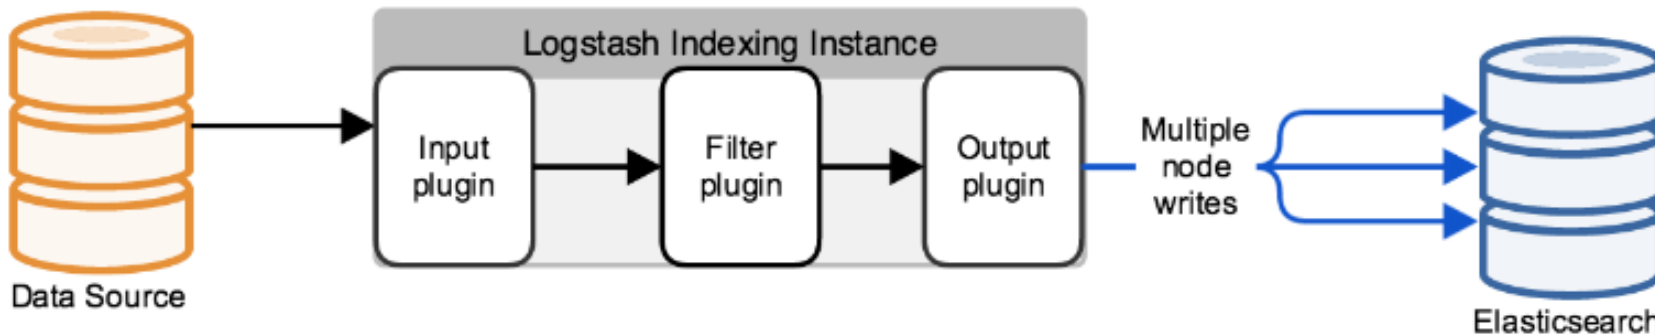 Logstash Indexing Instance
Input
plugin
Filter
plugin
Output
plugin
Multiple
node
writes
Data Source
Elasticsearch